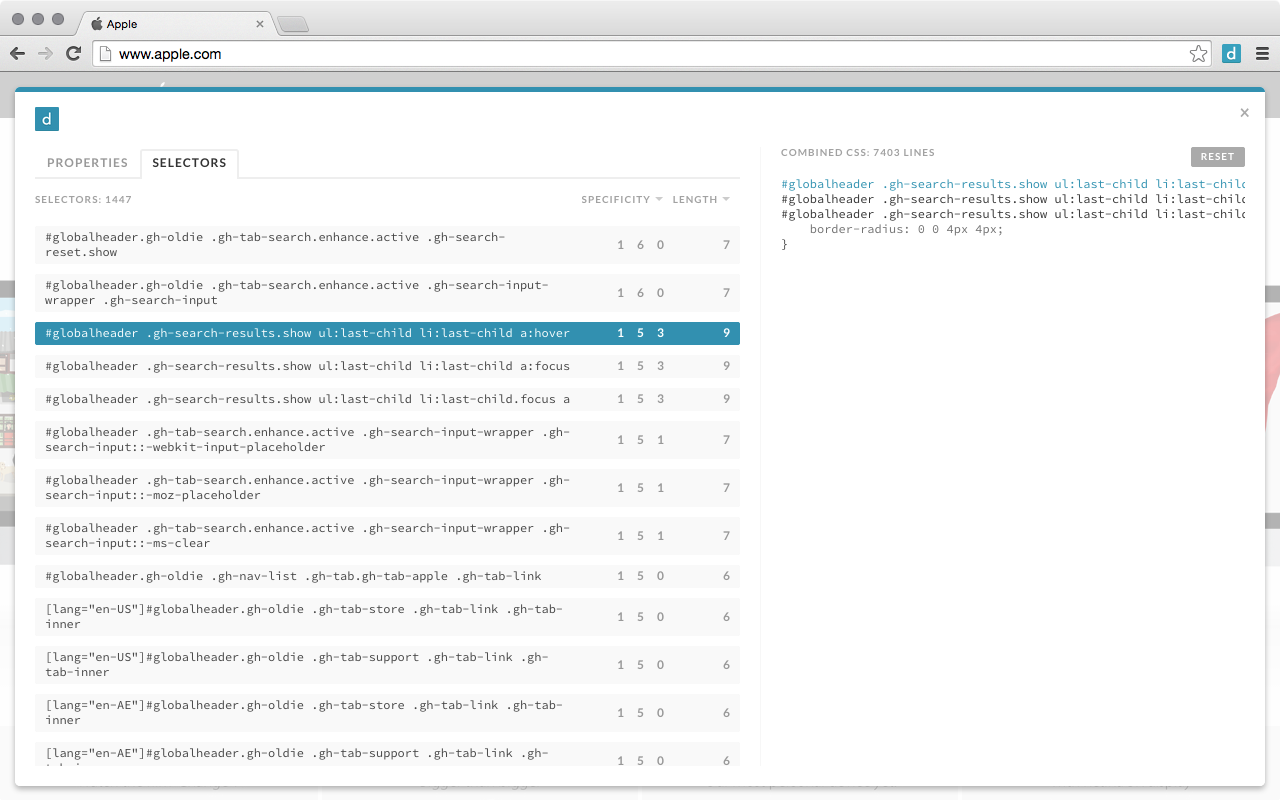 Apple
www.apple.com
d
d
PROPERTIES
SELECTORS
SELECTORS: 1447
SPECIFICITY
LENGTH
#globalheader.gh-oldie .gh-tab-search.enhance.active .gh-search-
reset.show
1 6 0
7
#globalheader.gh-oldie .gh-tab-search.enhance.active .gh-search-input-
wrapper .gh-search-input
1 6 0
7
#globalheader .gh-search-results.show ul:last-child li:last-child a:hover
1 5 3
9
#globalheader .gh-search-results.show ul:last-child li:last-child a:focus
1 5 3
9
#globalheader .gh-search-results.show ul:last-child li:last-child.focus a
1 5 3
9
#globalheader .gh-tab-search.enhance.active .gh-search-input-wrapper .gh-
search-input::-webkit-input-placeholder
1 5 1
7
#globalheader .gh-tab-search.enhance.active .gh-search-input-wrapper .gh-
search-input::-moz-placeholder
1 5 1
7
#globalheader .gh-tab-search.enhance.active .gh-search-input-wrapper .gh-
search-input::-ms-clear
1 5 1
7
#globalheader.gh-oldie .gh-nav-list .gh-tab.gh-tab-apple .gh-tab-link
1 5 0
6
[lang="en-US"]#globalheader.gh-oldie .gh-tab-store .gh-tab-link .gh-tab-
inner
1 5 0
6
[lang="en-US"]#globalheader.gh-oldie .gh-tab-support .gh-tab-link .gh-
tab-inner
1 5 0
6
[lang="en-AE"]#globalheader.gh-oldie .gh-tab-store .gh-tab-link .gh-tab-
inner
1 5 0
6
[lang="en-AE"]#globalheader.gh-oldie .gh-tab-support .gh-tab-link .gh-
1 5 0
6
COMBINED CSS: 7403 LINES
RESET
#globalheader .gh-search-results.show ul:last-child li:last-child
#globalheader .gh-search-results.show ul:last-child li:last-child
#globalheader .gh-search-results.show ul:last-child li:last-child
border-radius: 0 0 4px 4px;
}